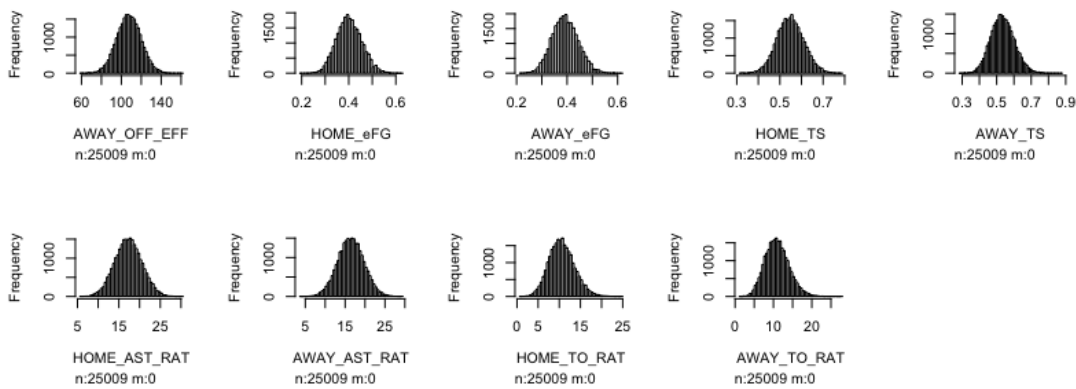 Frequency
0
1000
60
100
140
AWAY_OFF_EFF
n:25009 m:0
Frequency
0
1500
0.2
0.4
0.6
HOME_eFG
n:25009 m:0
Frequency
0
1500
0.2
0.4
0.6
AWAY_eFG
n:25009 m:0
Frequency
0
1000
0.3
0.5
0.7
HOME_TS
n:25009 m:0
Frequency
0
1000
0.3
0.5
0.7
0.9
AWAY_TS
n:25009 m:0
Frequency
0
1000
5
15
25
HOME_AST_RAT
n:25009 m:0
Frequency
0
1000
5
15
25
AWAY_AST_RAT
n:25009 m:0
Frequency
0
1000
0
5
15
25
HOME_TO_RAT
n:25009 m:0
Frequency
0
1000
0
10
20
AWAY_TO_RAT
n:25009 m:0